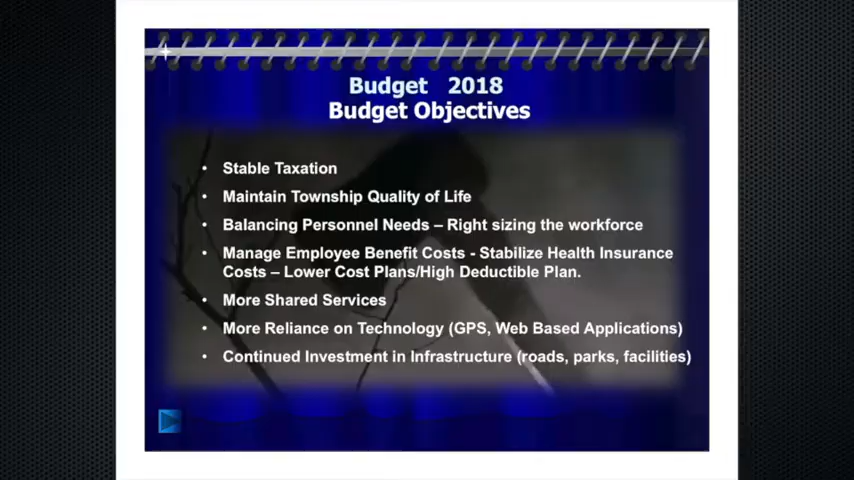 Budget 2018
Budget Objectives
• Stable Taxation
• Maintain Township Quality of Life
• Balancing Personnel Needs – Right sizing the workforce
• Manage Employee Benefit Costs - Stabilize Health Insurance
Costs – Lower Cost Plans/High Deductible Plan.
• More Shared Services
• More Reliance on Technology (GPS, Web Based Applications)
• Continued Investment in Infrastructure (roads, parks, facilities)